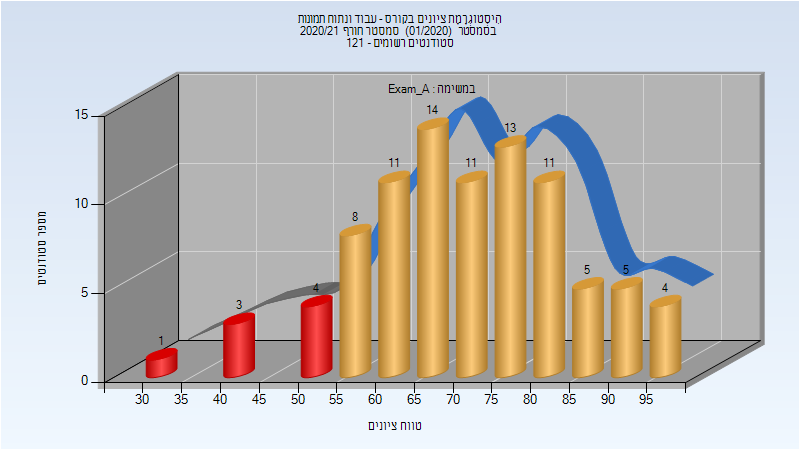 הִיסְטוֹגְרָמַת ציונים בקורס - עבוד ונתוח תמונות
בסמסטר (01/2020) סמסטר חורף 2020/21
סטודנטים רשומים - 121
במשימה : Exam_A
מספר סטודנטים
15
10
5
0
1
3
4
8
11
14
11
13
11
5
5
4
30 35 40 45 50 55 60 65 70 75 80 85 90 95
טווח ציונים